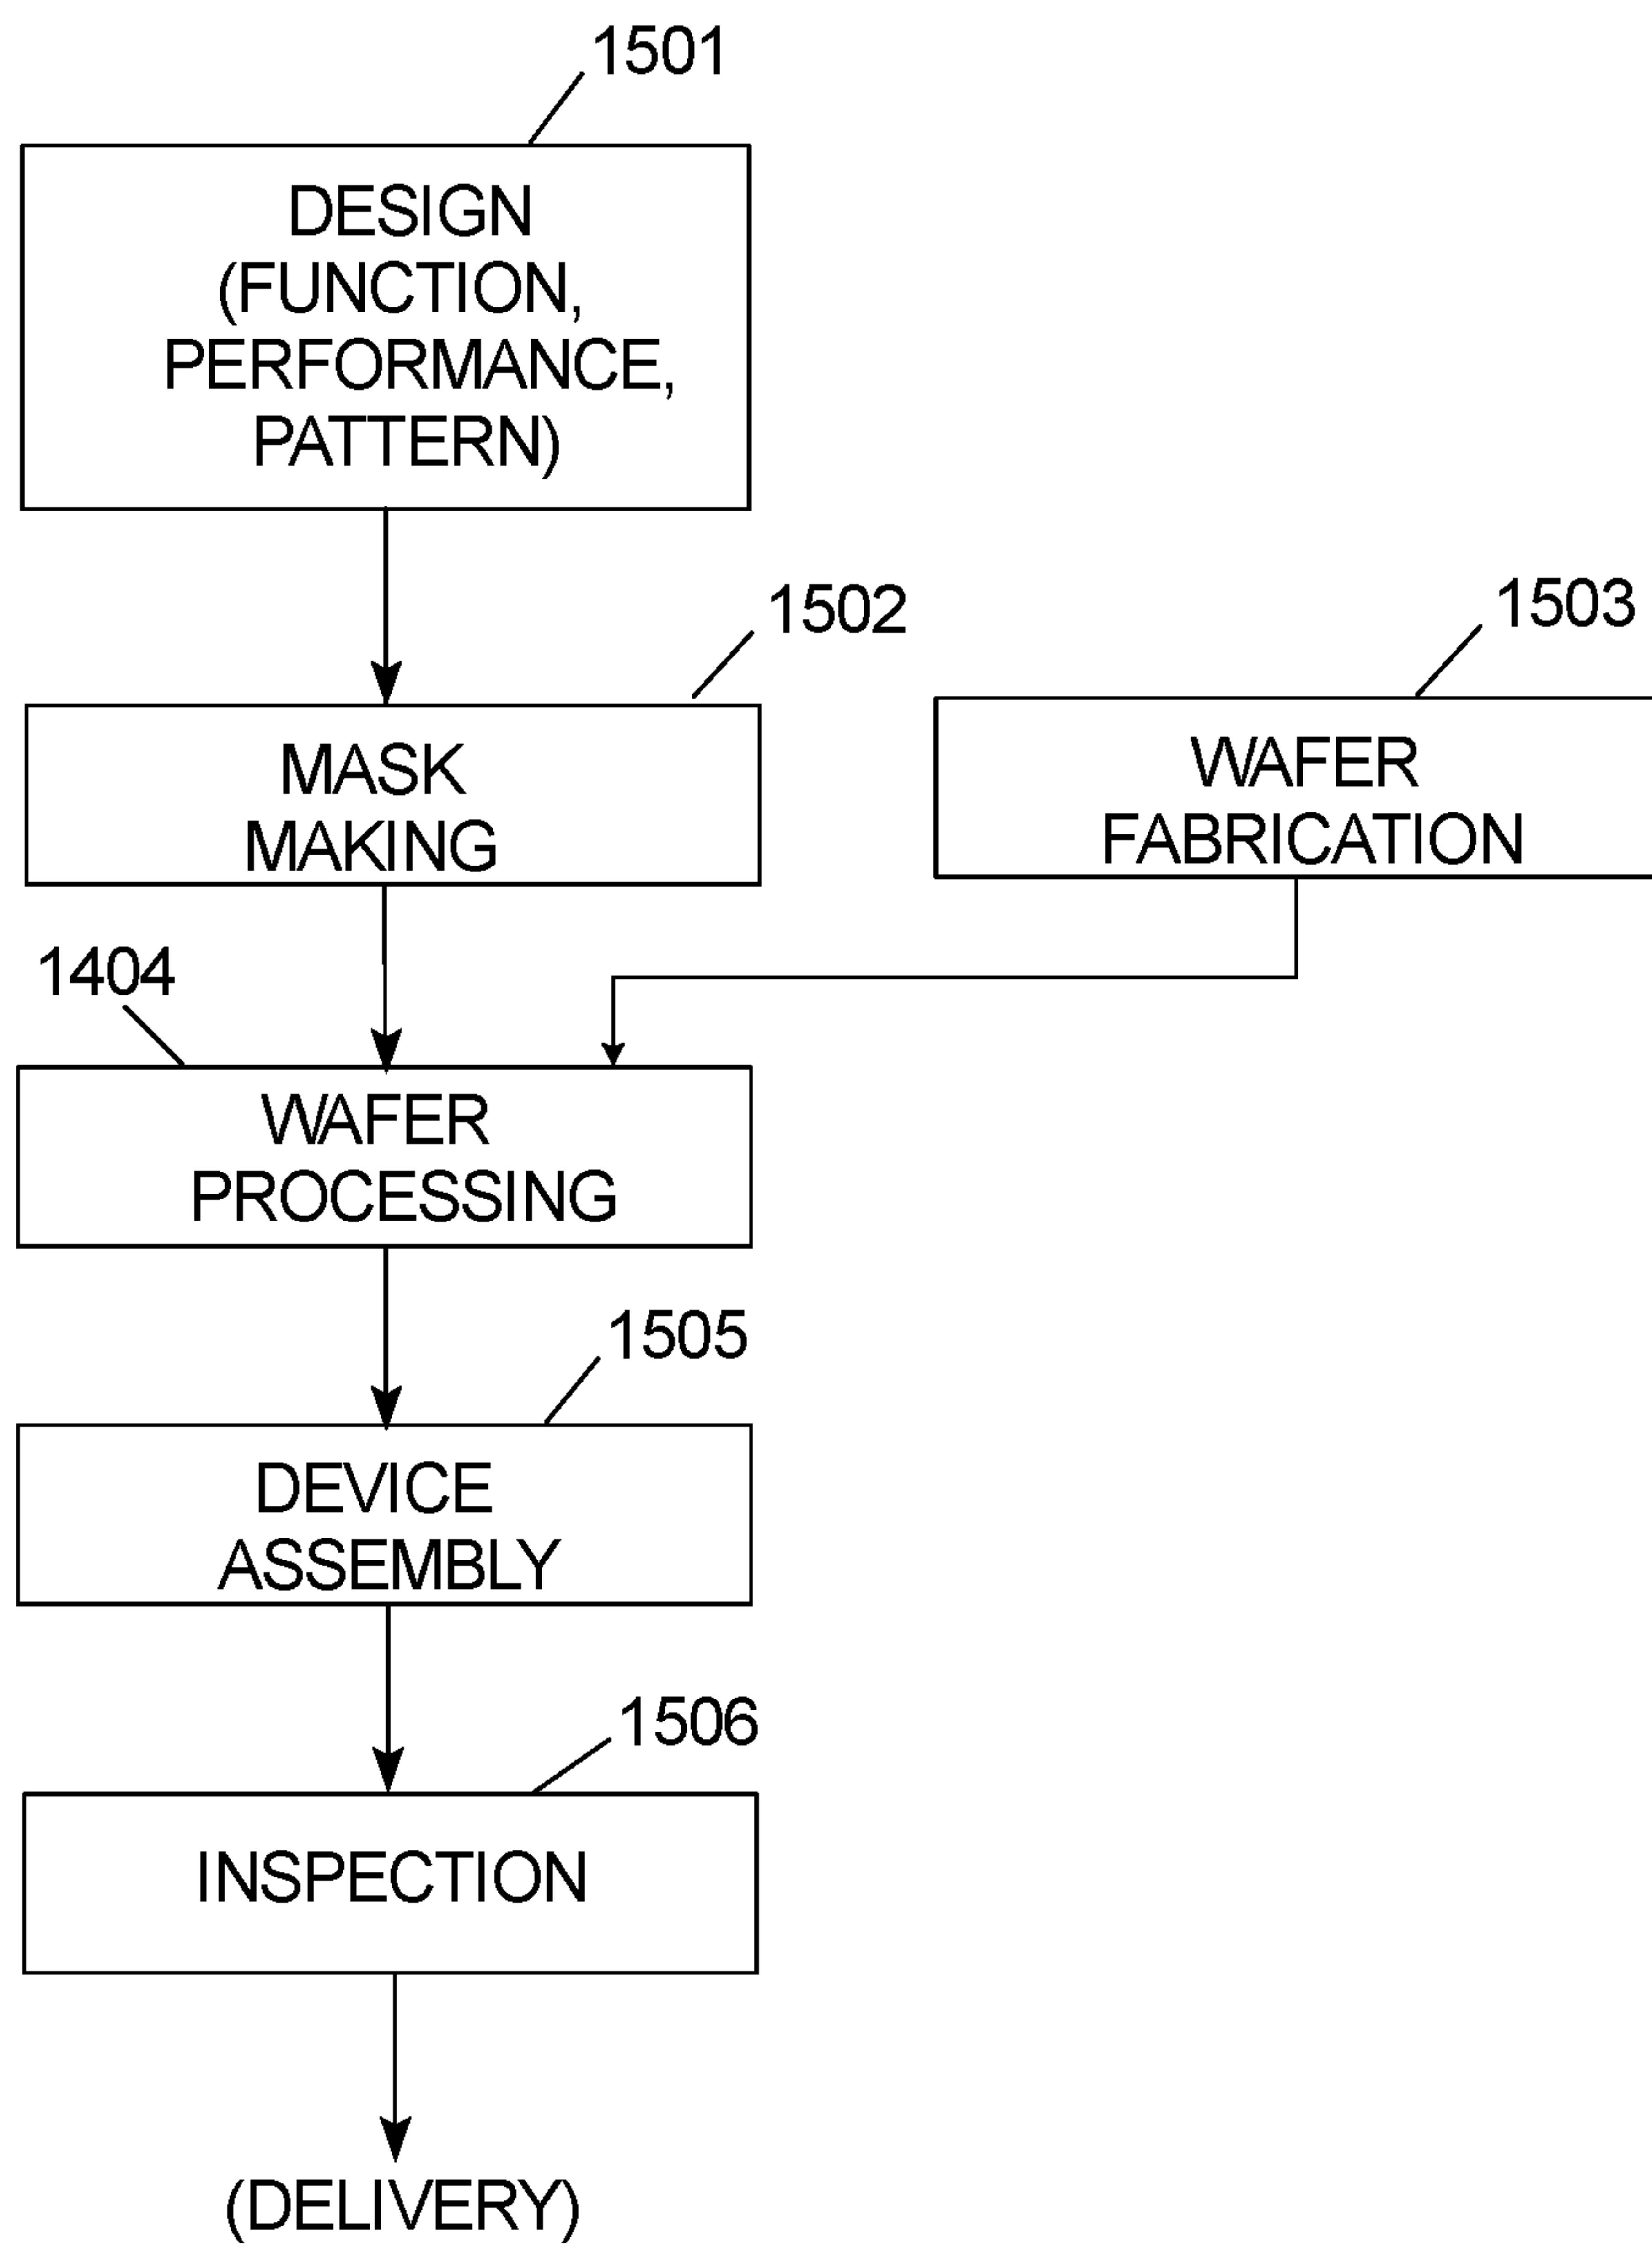 1501
DESIGN
(FUNCTION,
PERFORMANCE,
PATTERN)
1502
MASK
MAKING
1503
WAFER
FABRICATION
1404
WAFER
PROCESSING
1505
DEVICE
ASSEMBLY
1506
INSPECTION
(DELIVERY)